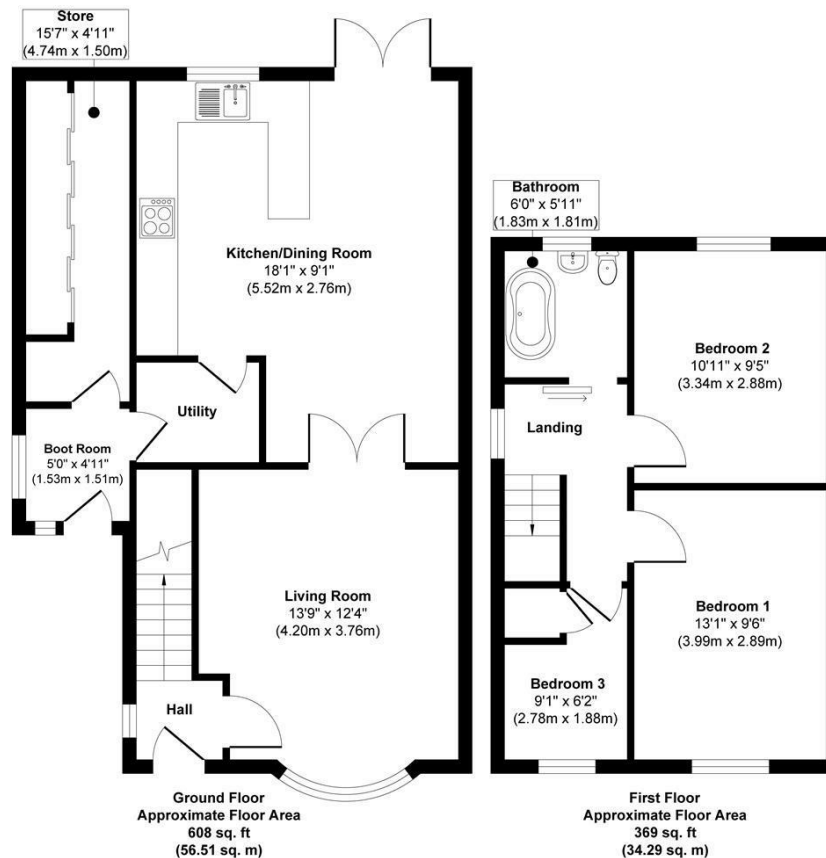 Store
15'7" x 4'11"
(4.74m x 1.50m)
Kitchen/Dining Room
18'1" x 9'1"
(5.52m x 2.76m)
Utility
Boot Room
5'0" x 4'11"
(1.53m x 1.51m)
Living Room
13'9" x 12'4"
(4.20m x 3.76m)
Hall
Ground Floor
Approximate Floor Area
608 sq. ft
(56.51 sq. m)
Bathroom
6'0" x 5'11"
(1.83m x 1.81m)
Bedroom 2
10'11" x 9'5"
(3.34m x 2.88m)
Landing
Bedroom 1
13'1" x 9'6"
(3.99m x 2.89m)
Bedroom 3
9'1" x 6'2"
(2.78m x 1.88m)
First Floor
Approximate Floor Area
369 sq. ft
(34.29 sq. m)